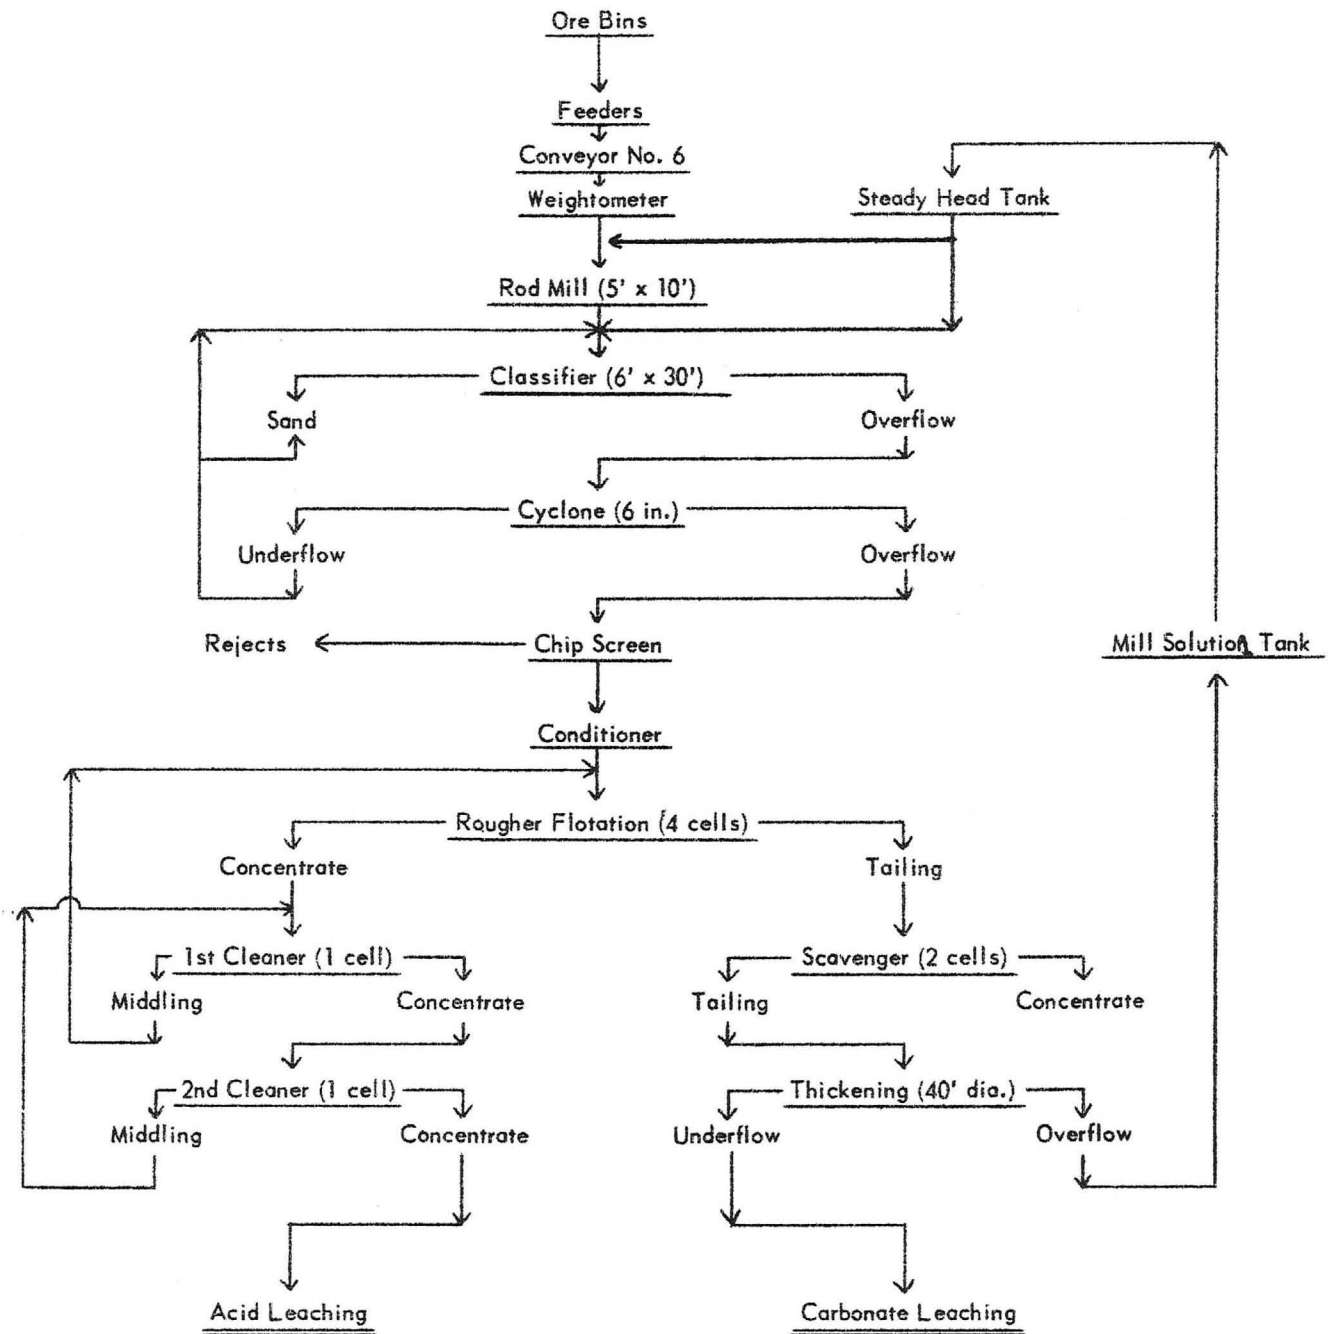 Ore Bins
Feeders
Conveyor No. 6
Weightometer
Steady Head Tank
Rod Mill (5' x 10')
Classifier (6' x 30')
Sand
Overflow
Cyclone (6 in.)
Underflow
Overflow
Rejects
Chip Screen
Mill Solution Tank
Conditioner
Rougher Flotation (4 cells)
Concentrate
Tailing
1st Cleaner (1 cell)
Scavenger (2 cells)
Middling
Concentrate
Tailing
Concentrate
2nd Cleaner (1 cell)
Thickening (40' dia.)
Middling
Concentrate
Underflow
Overflow
Acid Leaching
Carbonate Leaching